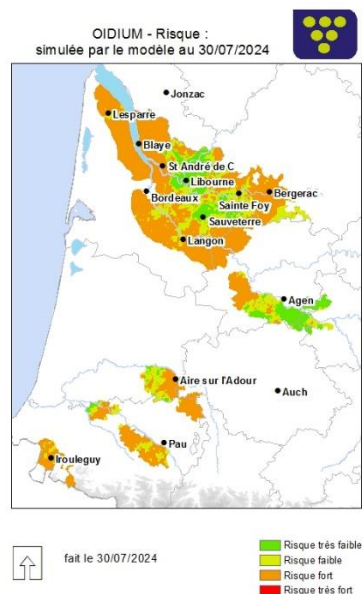 OIDIUM - Risque :
simulée par le modèle au 30/07/2024
Jonzac
Lesparre
Blaye
St André de C
Libourne
Bordeaux
Sainte Foy
Bergerac
Sauveterre
Langon
Agen
Aire sur l'Adour
Auch
Pau
Irouleguy
fait le 30/07/2024
Risque très faible
Risque faible
Risque fort
Risque très fort